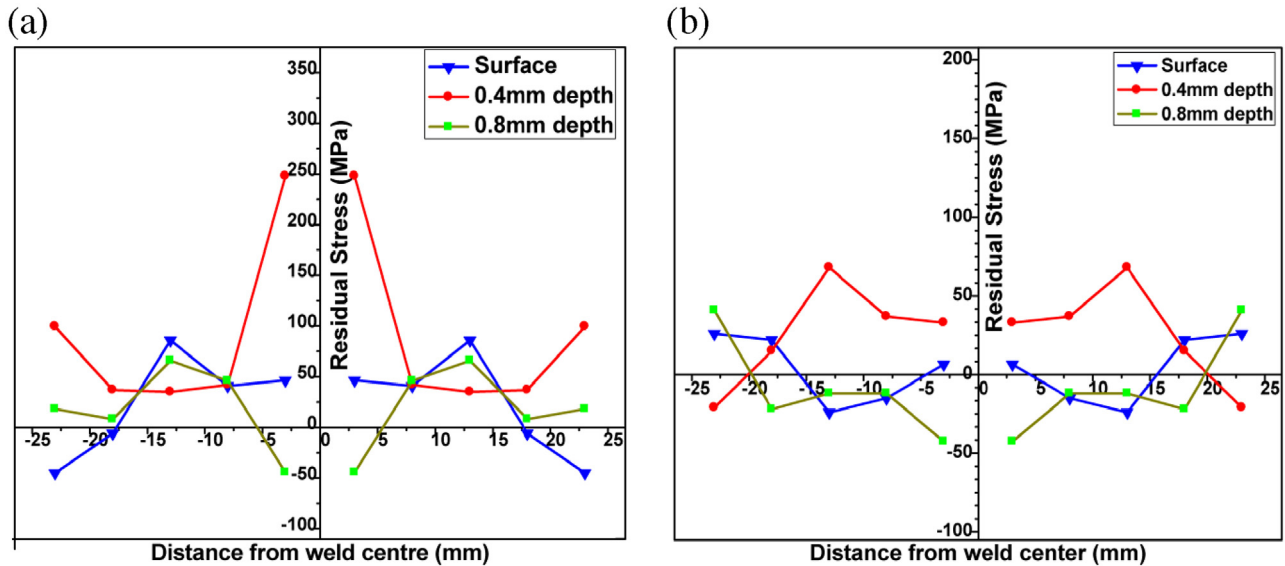 (a)
350
300
250
200
150
100
50
0
-50
-100
Residual Stress (MPa)
Surface
0.4mm depth
0.8mm depth
-25 -20 -15 -10 -5 0 5 10 15 20 25
Distance from weld centre (mm)
(b)
200
150
100
50
0
-50
-100
Residual Stress (MPa)
Surface
0.4mm depth
0.8mm depth
-25 -20 -15 -10 -5 0 5 10 15 20 25
Distance from weld center (mm)